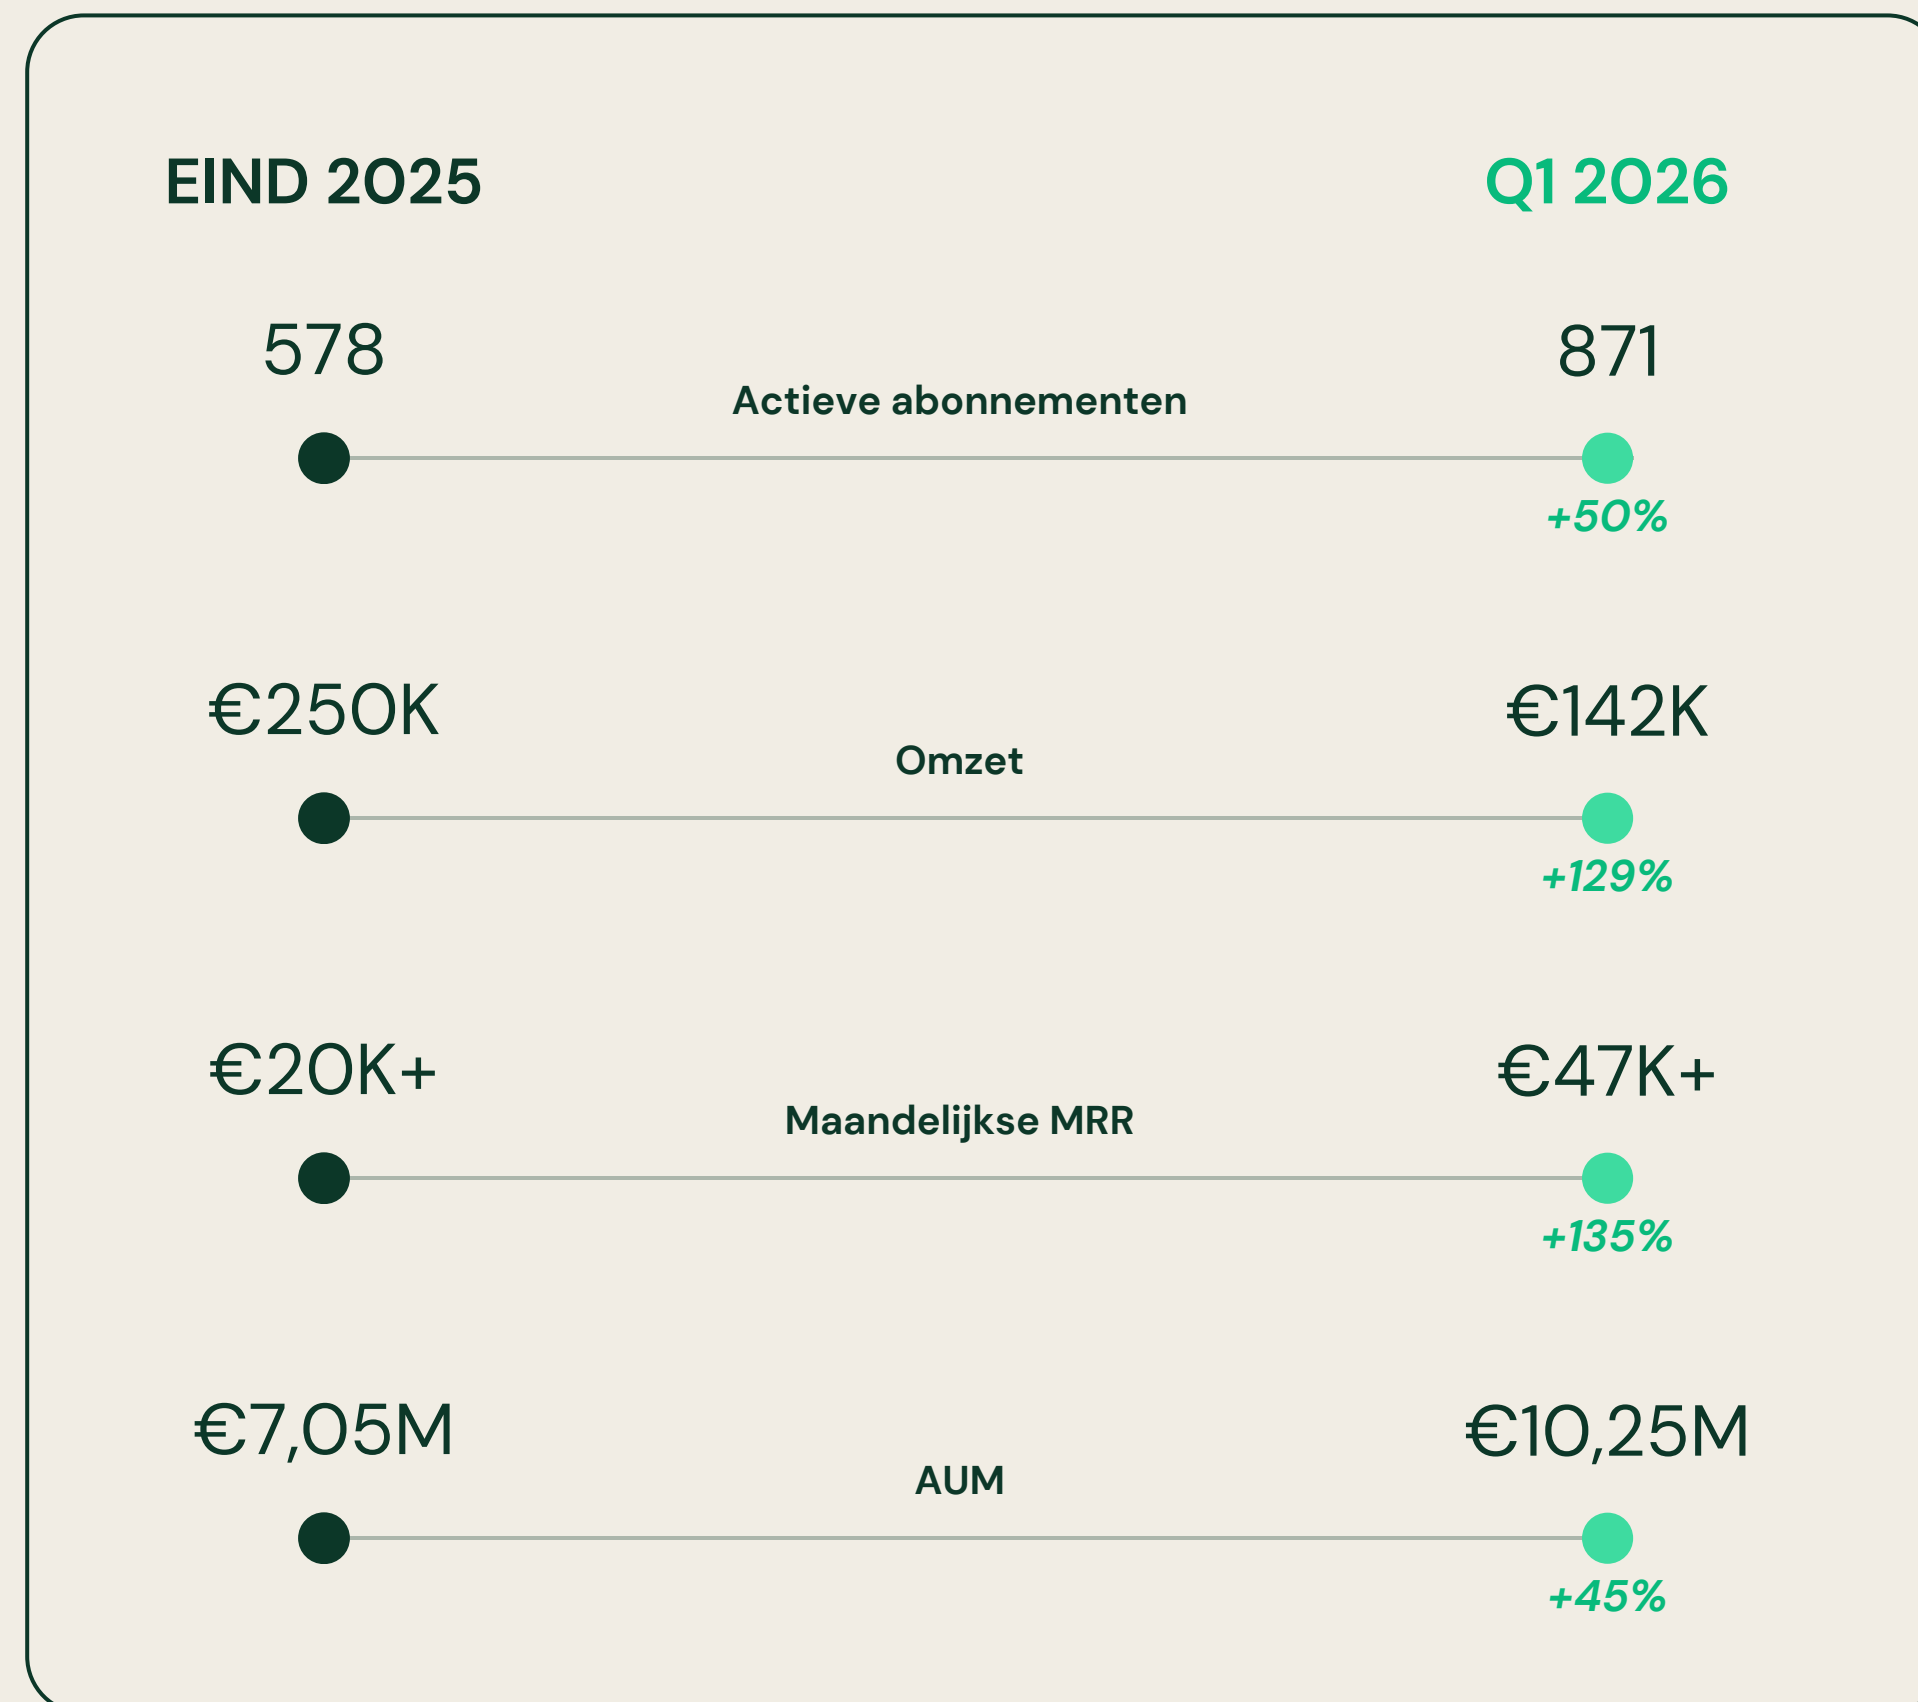 EIND 2025
Q1 2026
578
871
Actieve abonnementen
+50%
€250K
€142K
Omzet
+129%
€20K+
€47K+
Maandelijkse MRR
+135%
€7,05M
€10,25M
AUM
+45%